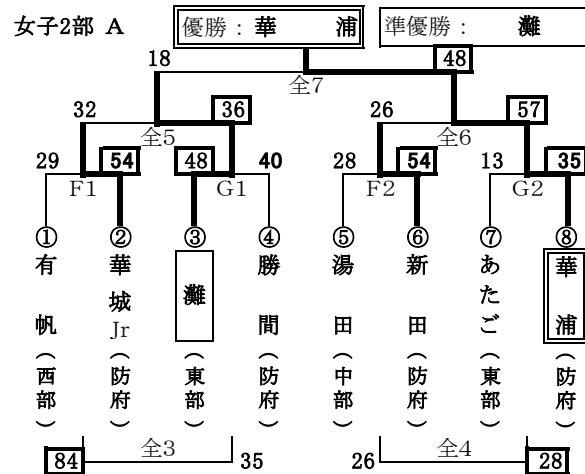 女子2部 A
優勝: 華 浦 準優勝: 灘
18 48
全7
32 36 26 57
全5 全6
29 54 48 40 28 54 13 35
F1 G1 F2 G2
① ② ③ ④ ⑤ ⑥ ⑦ ⑧
有帆(西部)
華城Jr(防府)
灘(東部)
勝間(防府)
湯田(中部)
新田(防府)
あたご(東部)
華浦(防府)
84 全3 35 26 全4 28